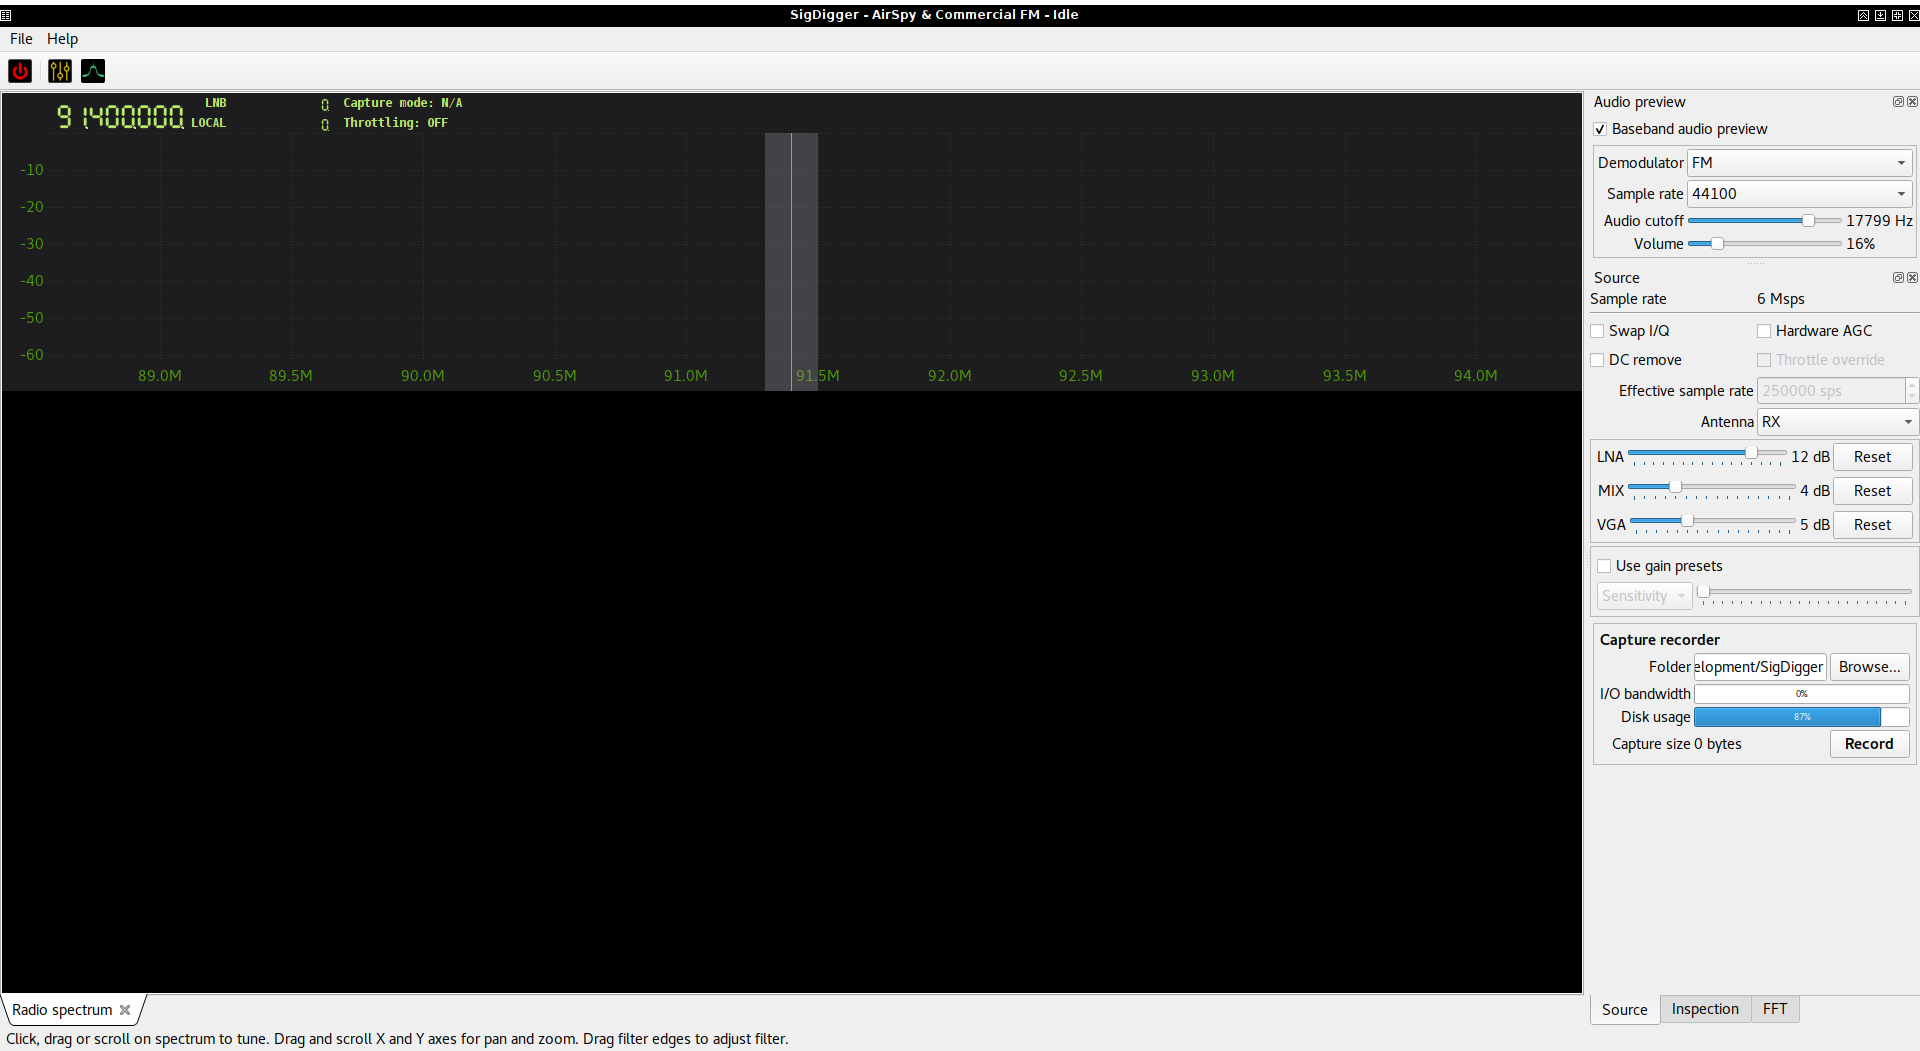 SigDigger - AirSpy & Commercial FM - Idle
File Help
91400000 LNB 0 Capture mode: N/A
LOCAL 0 Throttling: OFF
-10
-20
-30
-40
-50
-60
89.0M 89.5M 90.0M 90.5M 91.0M 91.5M 92.0M 92.5M 93.0M 93.5M 94.0M
Audio preview
Baseband audio preview
Demodulator FM
Sample rate 44100
Audio cutoff 17799 Hz
Volume 16%
Source
Sample rate 6 Msps
Swap I/Q Hardware AGC
DC remove Throttle override
Effective sample rate 250000 sps
Antenna RX
LNA 12 dB Reset
MIX 4 dB Reset
VGA 5 dB Reset
Use gain presets
Sensitivity
Capture recorder
Folder elopment/SigDigger Browse...
I/O bandwidth 0%
Disk usage 87%
Capture size 0 bytes Record
Radio spectrum
Source Inspection FFT
Click, drag or scroll on spectrum to tune. Drag and scroll X and Y axes for pan and zoom. Drag filter edges to adjust filter.